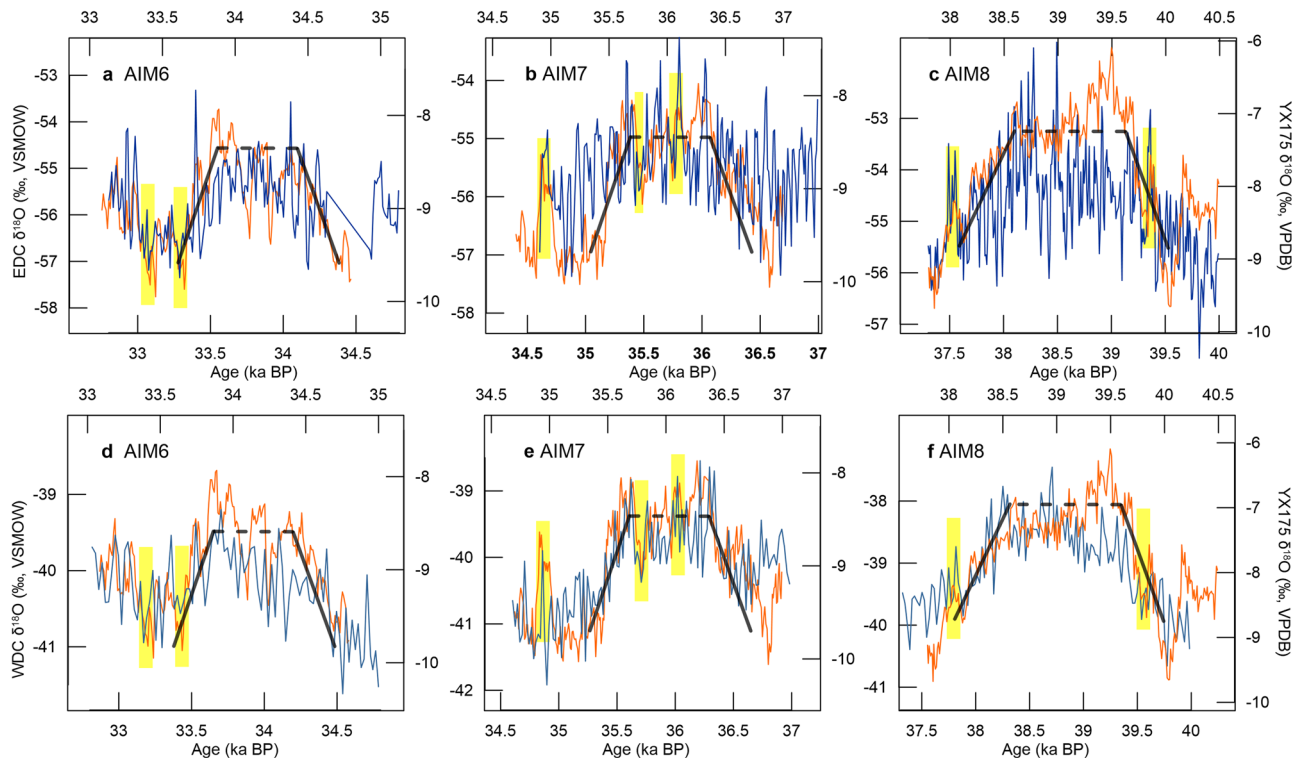 33 33.5 34 34.5 35
34.5 35 35.5 36 36.5 37
38 38.5 39 39.5 40 40.5
a AIM6
b AIM7
c AIM8
EDC δ¹⁸O (‰, VSMOW)
-53
-54
-55
-56
-57
-58
-8
-9
-10
-54
-55
-56
-57
-58
-8
-9
-10
-53
-54
-55
-56
-57
-6
-7
-8
-9
-10
YX175 δ¹⁸O (‰, VPDB)
33 33.5 34 34.5
34.5 35 35.5 36 36.5 37
37.5 38 38.5 39 39.5 40
Age (ka BP)
Age (ka BP)
Age (ka BP)
33 33.5 34 34.5 35
34.5 35 35.5 36 36.5 37
38 38.5 39 39.5 40 40.5
d AIM6
e AIM7
f AIM8
WDC δ¹⁸O (‰, VSMOW)
-39
-40
-41
-8
-9
-10
-39
-40
-41
-42
-8
-9
-10
-38
-39
-40
-41
-6
-7
-8
-9
-10
YX175 δ¹⁸O (‰, VPDB)
33 33.5 34 34.5
34.5 35 35.5 36 36.5 37
37.5 38 38.5 39 39.5 40
Age (ka BP)
Age (ka BP)
Age (ka BP)